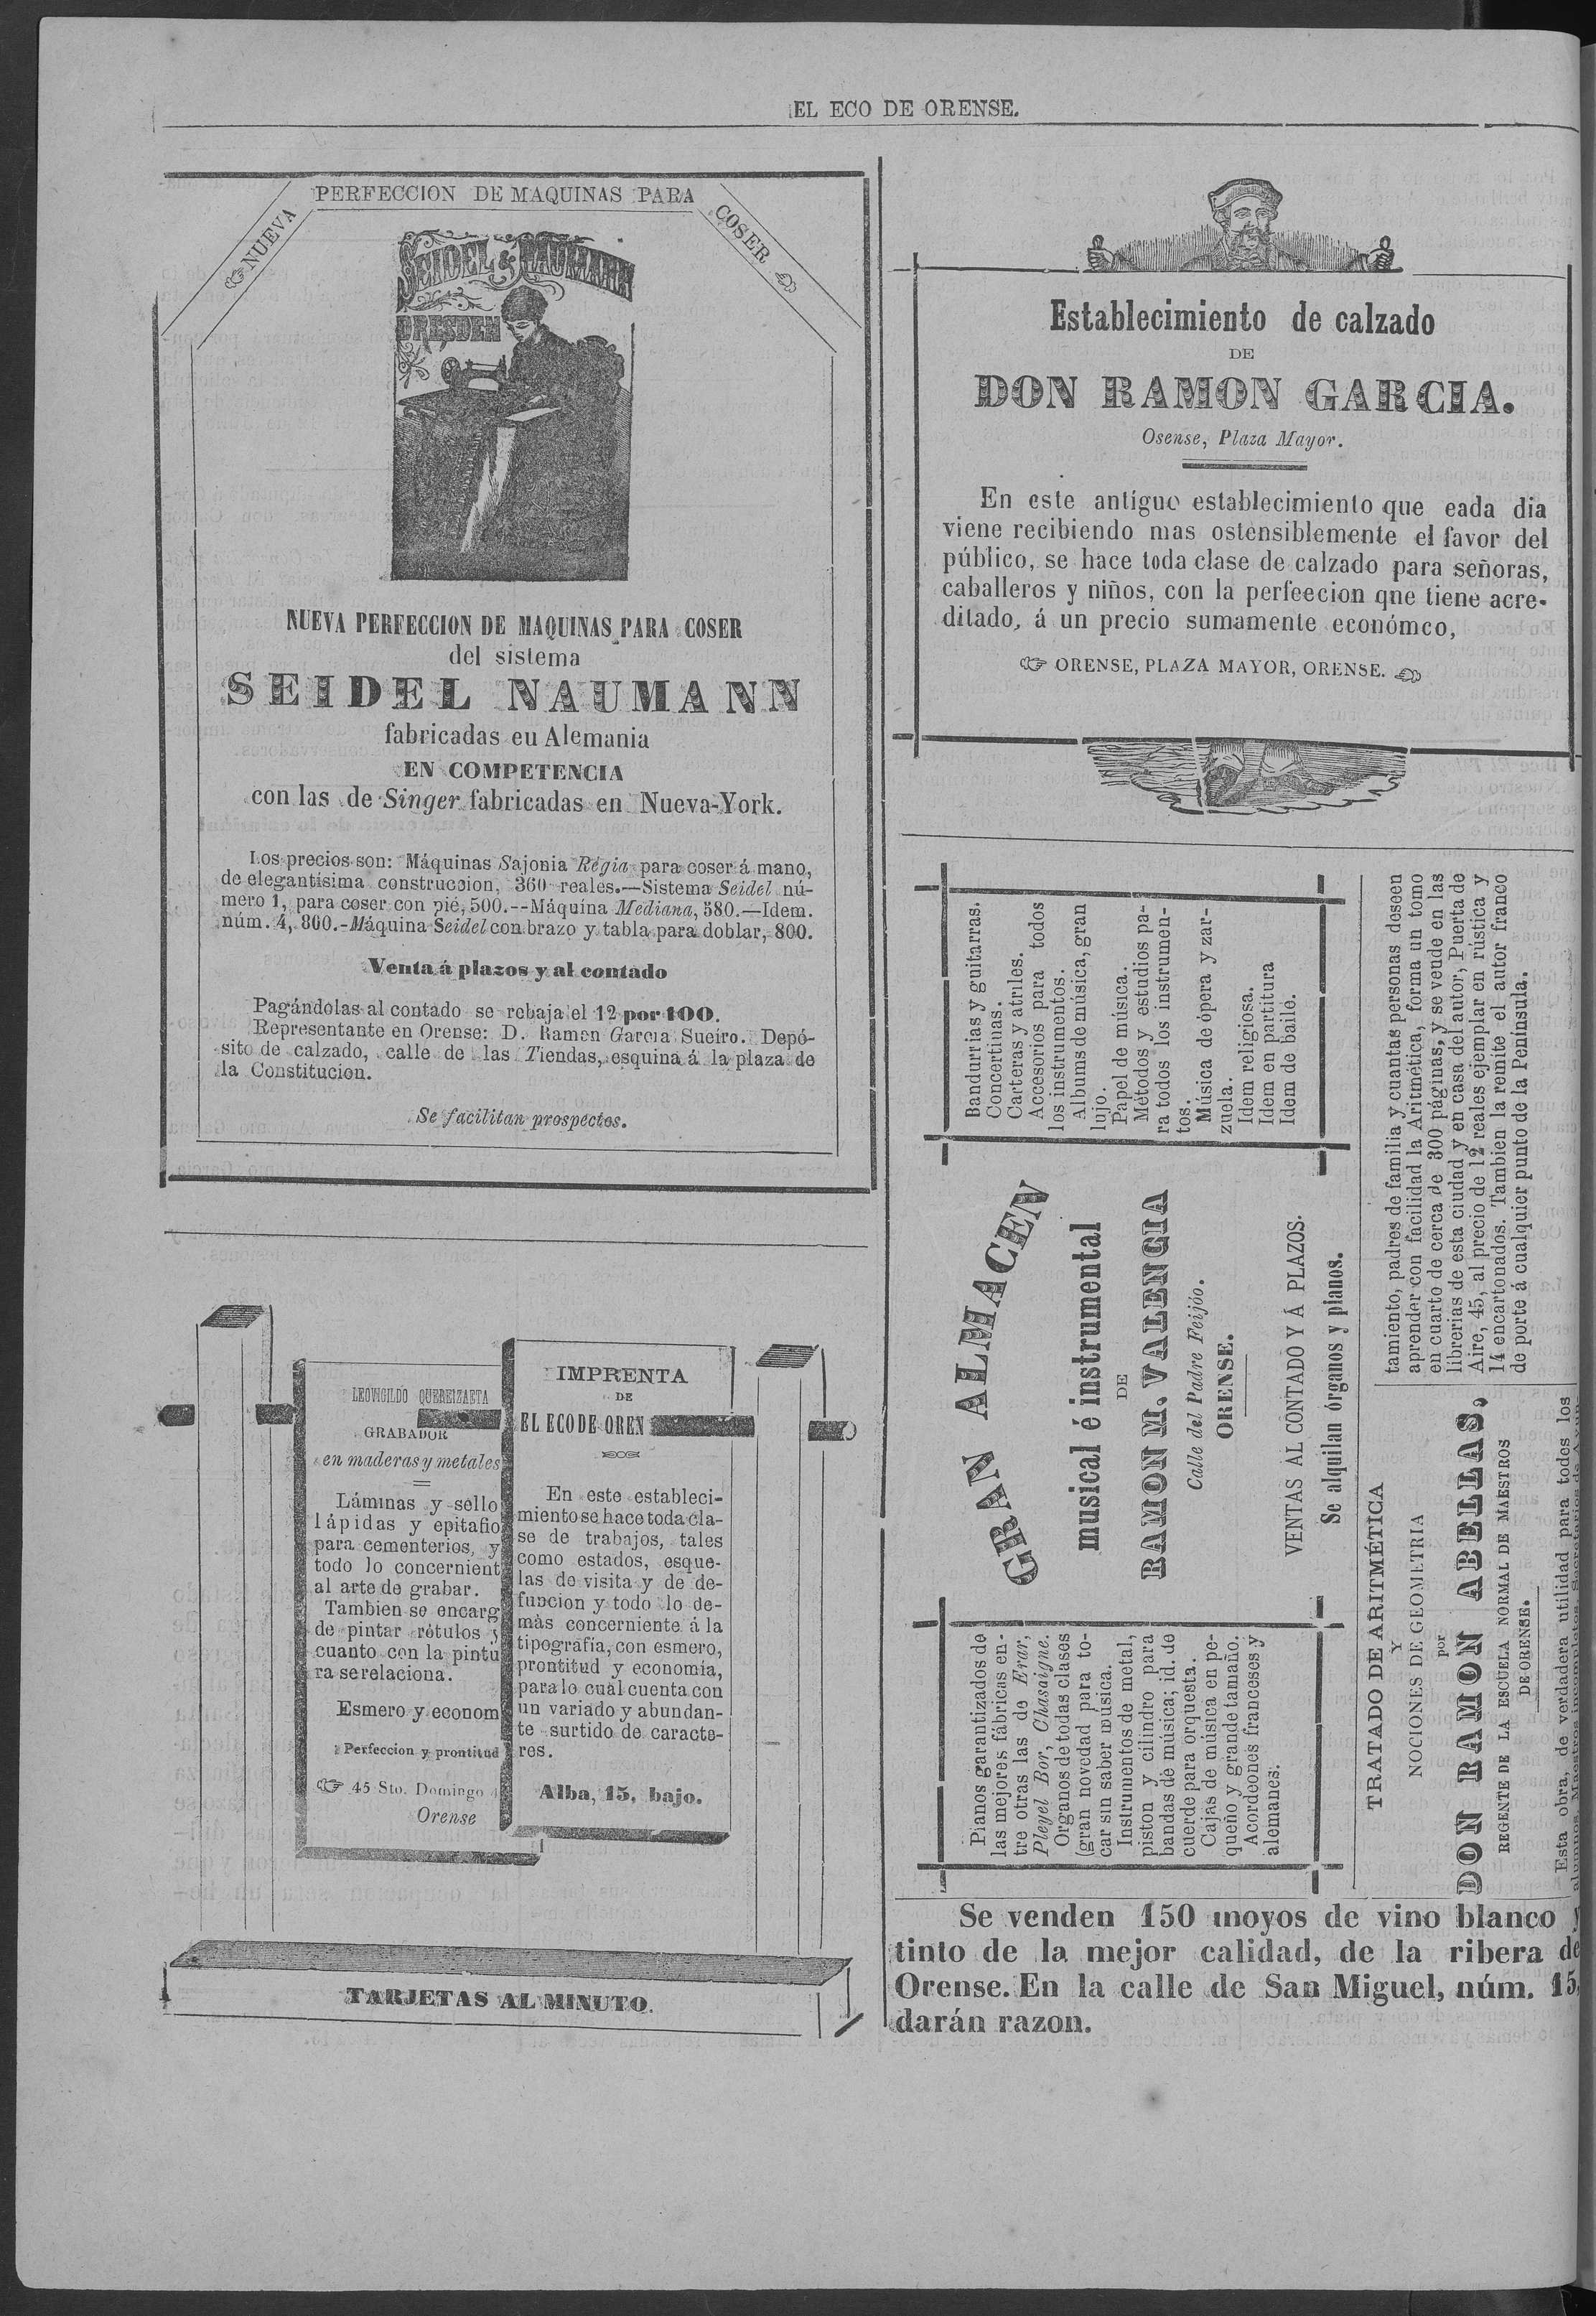 EL ECO DE ORENSE.
NUEVA
PERFECCION DE MAQUINAS PARA
COSER
SEIDEL & NAUMANN
DRESDEN
NUEVA PERFECCION DE MAQUINAS PARA COSER
del sistema
SEIDEL NAUMANN
fabricadas eu Alemania
EN COMPETENCIA
con las de Singer fabricadas en Nueva-York.
Los precios son: Máquinas Sajonia Régia para coser á mano,
de elegantísima construccion, 360 reales.—Sistema Seidel nú-
mero 1, para coser con pié, 500.--Máquina Mediana, 580.—Idem.
núm. 4, 800.-Máquina Seidel con brazo y tabla para doblar, 800.
Venta á plazos y al contado
Pagándolas al contado se rebaja el 12 por 100.
Representante en Orense: D. Ramon Garcia Sueiro. Depó-
sito de calzado, calle de las Tiendas, esquina á la plaza de
la Constitucion.
Se facilitan prospectos.
LEOVIGILDO QUEREIZAETA
GRABADOR
en maderas y metales
Láminas y sello
lápidas y epitafio
para cementerios, y
todo lo concernient
al arte de grabar.
Tambien se encarg
de pintar rótulos y
cuanto con la pintu
ra se relaciona.
Esmero y econom
Perfeccion y prontitud
45 Sto. Domingo 4
Orense
IMPRENTA
DE
EL ECO DE OREN
En este estableci-
miento se hace toda cla-
se de trabajos, tales
como estados, esque-
las de visita y de de-
funcion y todo lo de-
màs concerniente á la
tipografía, con esmero,
prontitud y economía,
para lo cual cuenta con
un variado y abundan-
te surtido de caracte-
res.
Alba, 15, bajo.
TARJETAS AL MINUTO.
Establecimiento de calzado
DE
DON RAMON GARCIA.
Osense, Plaza Mayor.
En este antíguo establecimiento que eada dia
viene recibiendo mas ostensiblemente el favor del
público, se hace toda clase de calzado para señoras,
caballeros y niños, con la perfeecion qne tiene acre-
ditado, á un precio sumamente económco,
ORENSE, PLAZA MAYOR, ORENSE.
Pianos garantizados de
las mejores fábricas en-
tre otras las de Erar,
Pleyel Bor, Chasaigne.
Organos de todas clases
(gran novedad para to-
car sin saber música.
Instrumentos de metal,
piston y cilindro para
bandas de música; id. de
cuerde para orquesta.
Cajas de música en pe-
queño y grande tamaño.
Acordeones franceses y
alemanes.
GRAN ALMACEN
musical é instrumental
DE
RAMON M. VALENCIA
Calle del Padre Feijóo.
ORENSE.
VENTAS AL CONTADO Y Á PLAZOS.
Se alquilan órganos y pianos.
Bandurrias y guitarras.
Concertinas.
Carteras y atriles.
Accesorios para todos
los instrumentos.
Albums de música, gran
lujo.
Papel de música.
Métodos y estudios pa-
ra todos los instrumen-
tos.
Música de ópera y zar-
zuela.
Idem religiosa.
Idem en partitura
Idem de baile.
TRATADO DE ARITMÉTICA
Y
NOCIONES DE GEOMETRIA
por
DON RAMON ABELLAS,
REGENTE DE LA ESCUELA NORMAL DE MAESTROS
DE ORENSE.
Esta obra, de verdadera utilidad para todos los
alumnos, Maestros incompletos, Secretarios de Ayun-
tamiento, padres de familia y cuantas personas deseen
aprender con facilidad la Aritmética, forma un tomo
en cuarto de cerca de 300 páginas, y se veude en las
librerias de esta ciudad y en casa del autor, Puerta de
Aire, 45, al precio de 12 reales ejemplar en rústica y
14 encartonados. Tambien la remite el autor franco
de porte á cualquier punto de la Península.
Se venden 150 moyos de vino blanco y
tinto de la mejor calidad, de la ribera de
Orense. En la calle de San Miguel, núm. 15,
darán razon.